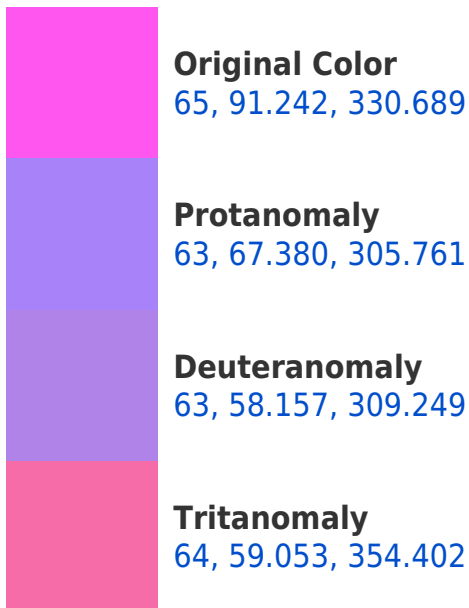 Original Color
65, 91.242, 330.689
Protanomaly
63, 67.380, 305.761
Deuteranomaly
63, 58.157, 309.249
Tritanomaly
64, 59.053, 354.402